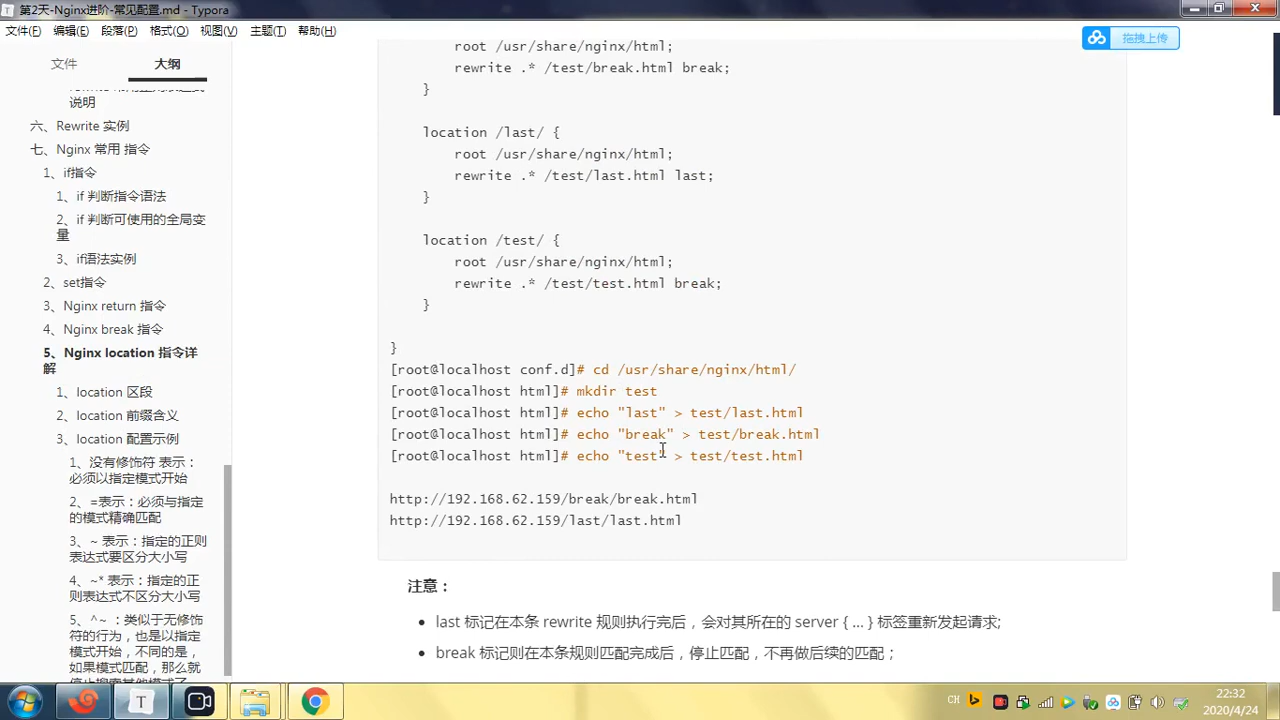 第2天-Nginx进阶-常见配置.md - Typora
文件(F) 编辑(E) 段落(P) 格式(O) 视图(V) 主题(T) 帮助(H)
拖拽上传
文件 大纲
说明
六、Rewrite 实例
七、Nginx 常用 指令
1、if指令
1、if 判断指令语法
2、if 判断可使用的全局变
量
3、if语法实例
2、set指令
3、Nginx return 指令
4、Nginx break 指令
5、Nginx location 指令详
解
1、location 区段
2、location 前缀含义
3、location 配置示例
1、没有修饰符 表示：
必须以指定模式开始
2、=表示：必须与指定
的模式精确匹配
3、~ 表示：指定的正则
表达式要区分大小写
4、~* 表示：指定的正
则表达式不区分大小写
5、^~ ：类似于无修饰
符的行为，也是以指定
模式开始，不同的是，
如果模式匹配，那么就
停止搜索其他模式了
root /usr/share/nginx/html;
rewrite .* /test/break.html break;
}
location /last/ {
root /usr/share/nginx/html;
rewrite .* /test/last.html last;
}
location /test/ {
root /usr/share/nginx/html;
rewrite .* /test/test.html break;
}
}
[root@localhost conf.d]# cd /usr/share/nginx/html/
[root@localhost html]# mkdir test
[root@localhost html]# echo "last" > test/last.html
[root@localhost html]# echo "break" > test/break.html
[root@localhost html]# echo "test" > test/test.html
http://192.168.62.159/break/break.html
http://192.168.62.159/last/last.html
注意：
last 标记在本条 rewrite 规则执行完后，会对其所在的 server { ... } 标签重新发起请求;
break 标记则在本条规则匹配完成后，停止匹配，不再做后续的匹配；
CH
22:32
2020/4/24